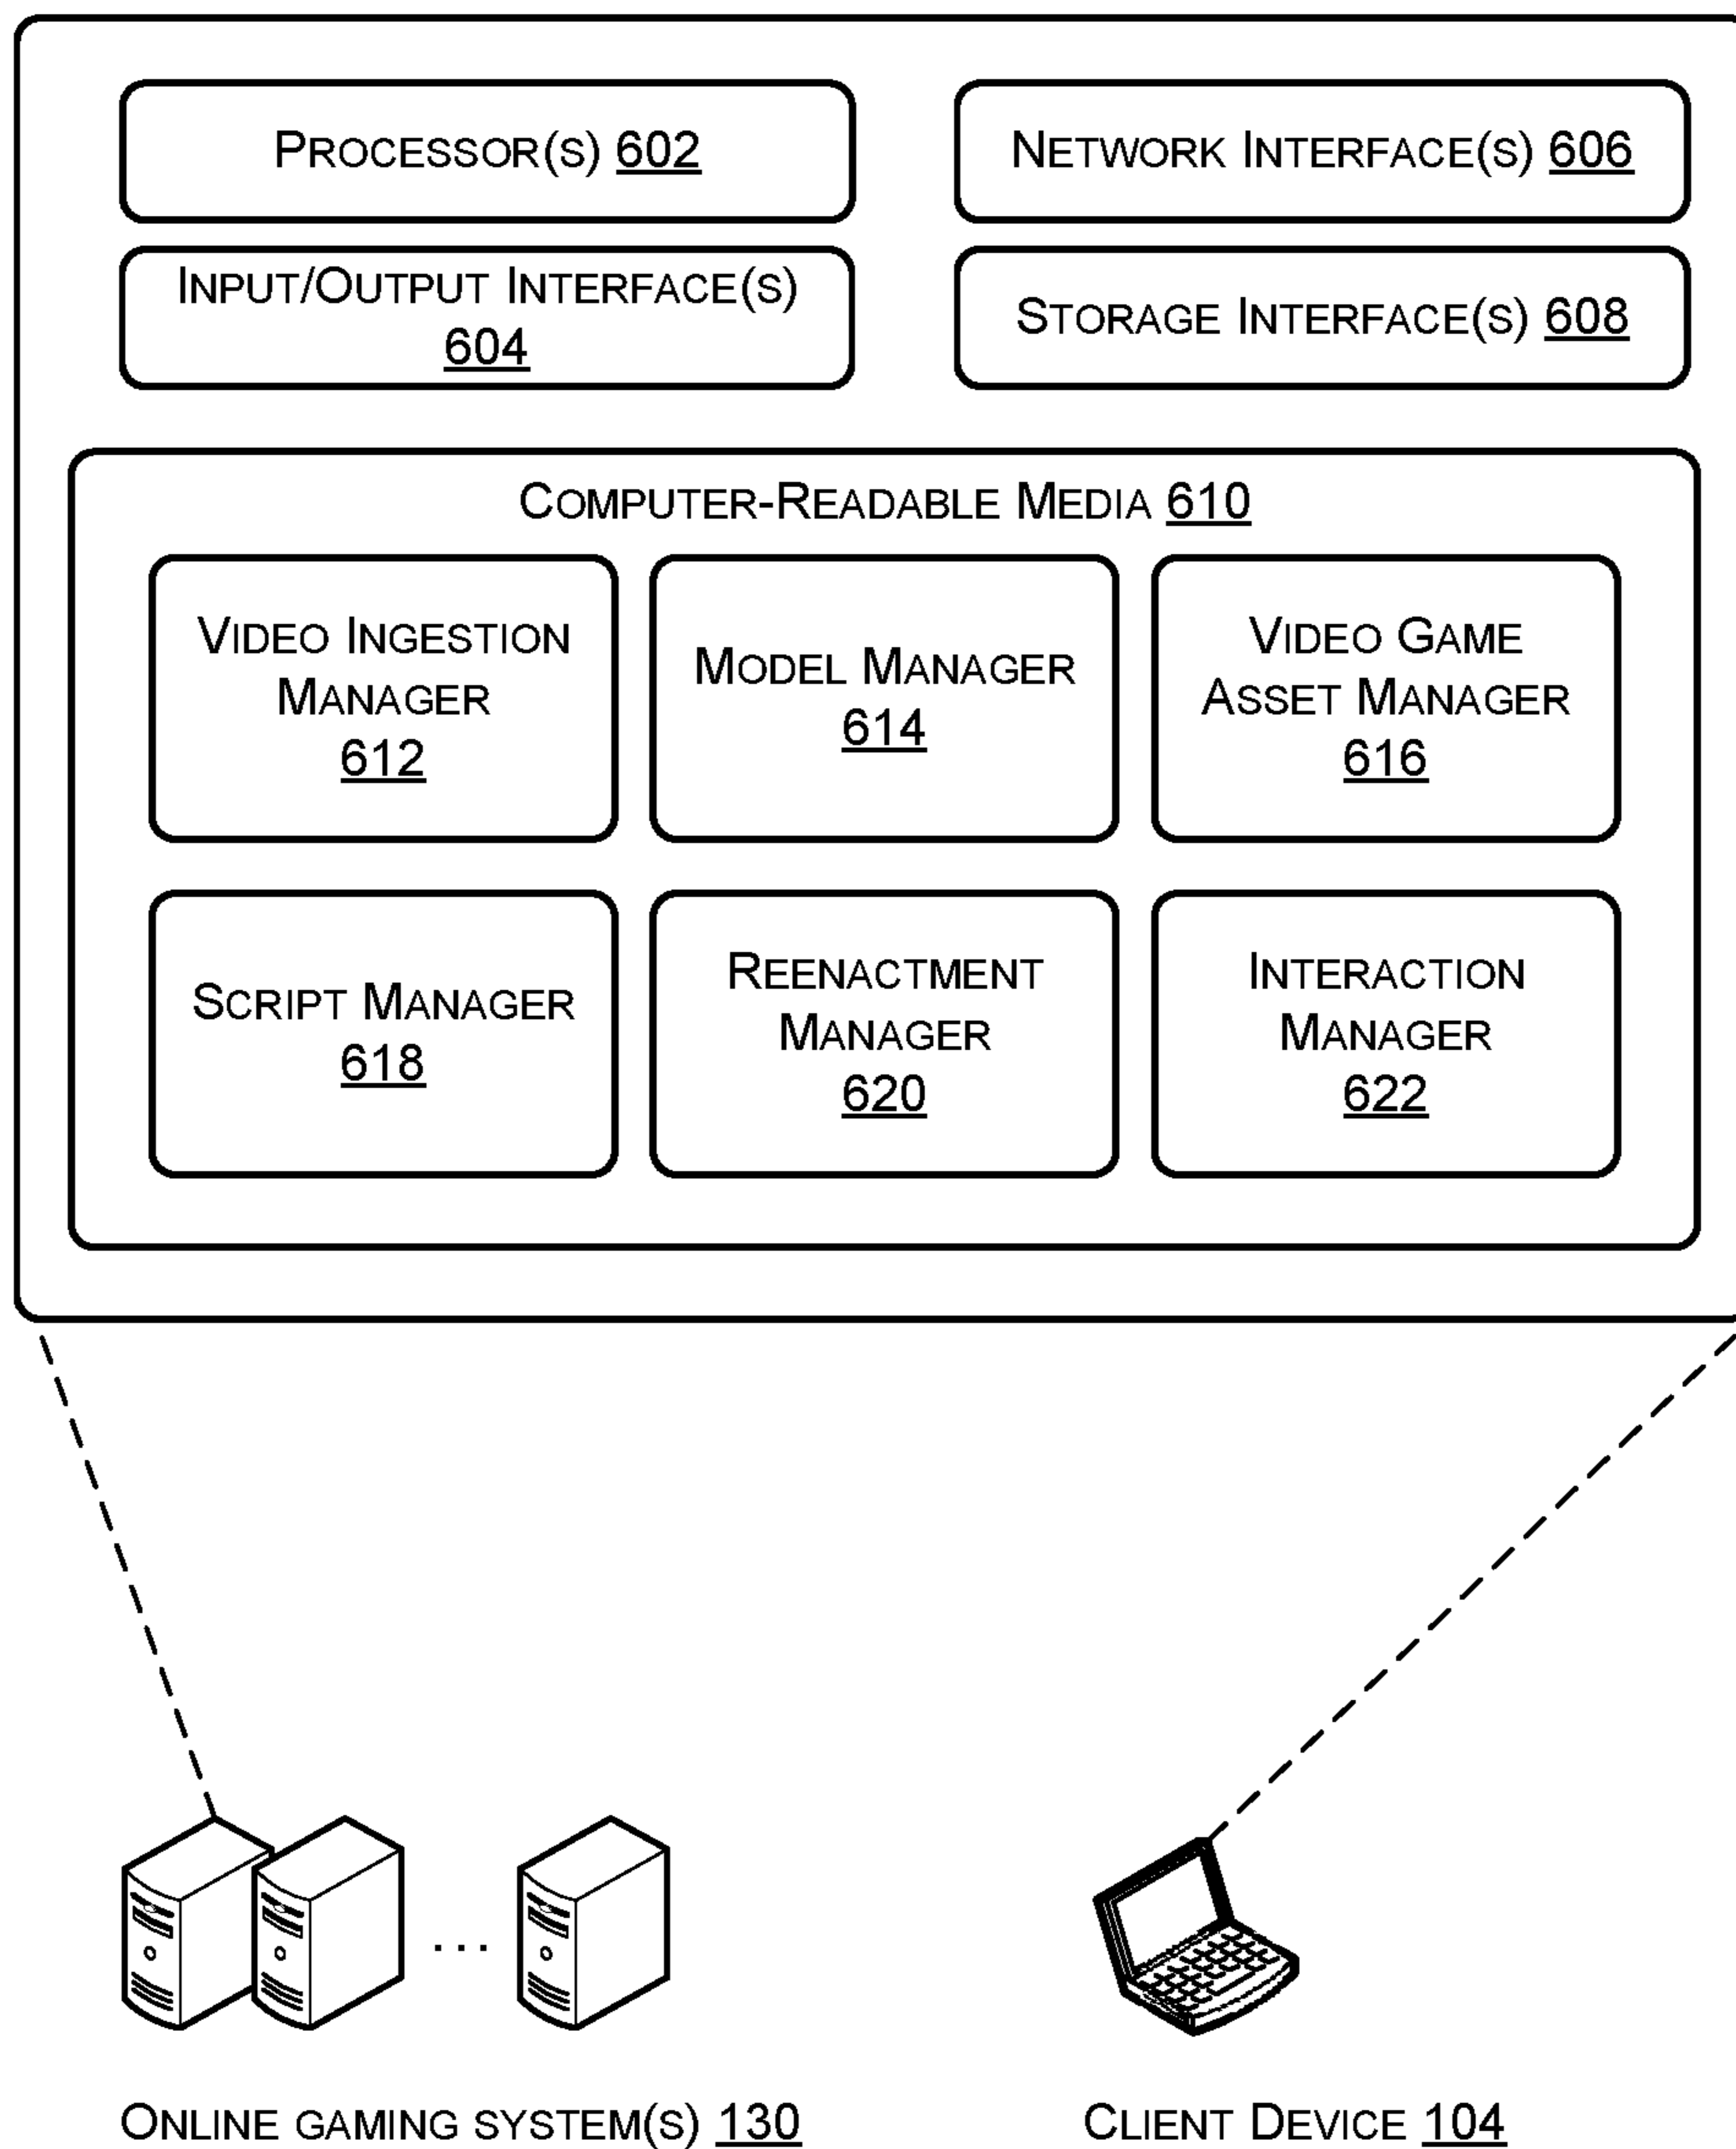 PROCESSOR(S) 602
NETWORK INTERFACE(S) 606
INPUT/OUTPUT INTERFACE(S)
604
STORAGE INTERFACE(S) 608
COMPUTER-READABLE MEDIA 610
VIDEO INGESTION
MANAGER
612
MODEL MANAGER
614
VIDEO GAME
ASSET MANAGER
616
SCRIPT MANAGER
618
REENACTMENT
MANAGER
620
INTERACTION
MANAGER
622
...
ONLINE GAMING SYSTEM(S) 130
CLIENT DEVICE 104